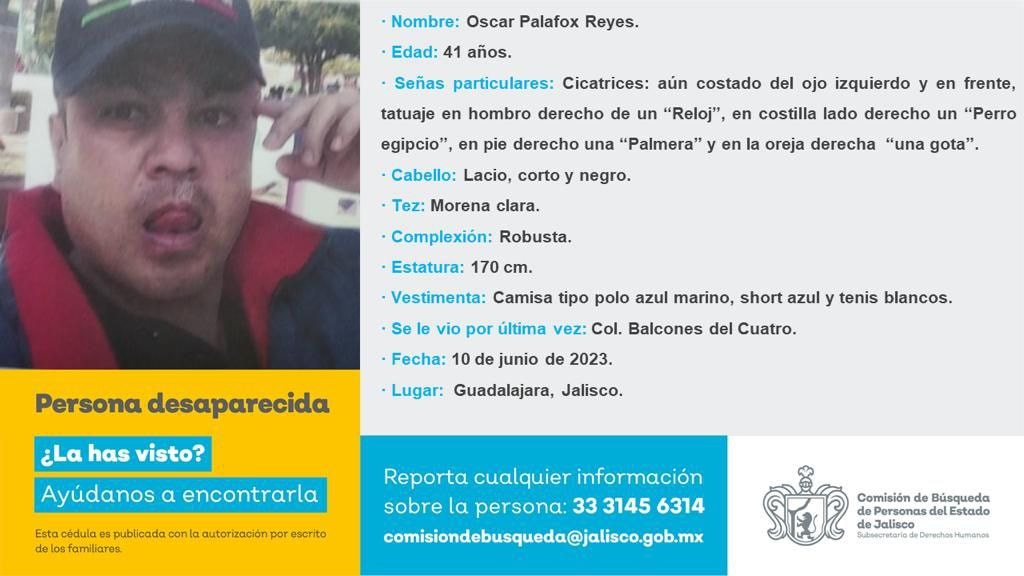 · Nombre: Oscar Palafox Reyes.
· Edad: 41 años.
· Señas particulares: Cicatrices: aún costado del ojo izquierdo y en frente,
tatuaje en hombro derecho de un “Reloj”, en costilla lado derecho un “Perro
egipcio”, en pie derecho una “Palmera” y en la oreja derecha “una gota”.
· Cabello: Lacio, corto y negro.
· Tez: Morena clara.
· Complexión: Robusta.
· Estatura: 170 cm.
· Vestimenta: Camisa tipo polo azul marino, short azul y tenis blancos.
· Se le vio por última vez: Col. Balcones del Cuatro.
· Fecha: 10 de junio de 2023.
· Lugar: Guadalajara, Jalisco.
Persona desaparecida
¿La has visto?
Ayúdanos a encontrarla
Esta cédula es publicada con la autorización por escrito
de los familiares.
Reporta cualquier información
sobre la persona: 33 3145 6314
comisiondebusqueda@jalisco.gob.mx
Comisión de Búsqueda
de Personas del Estado
de Jalisco
Subsecretaría de Derechos Humanos